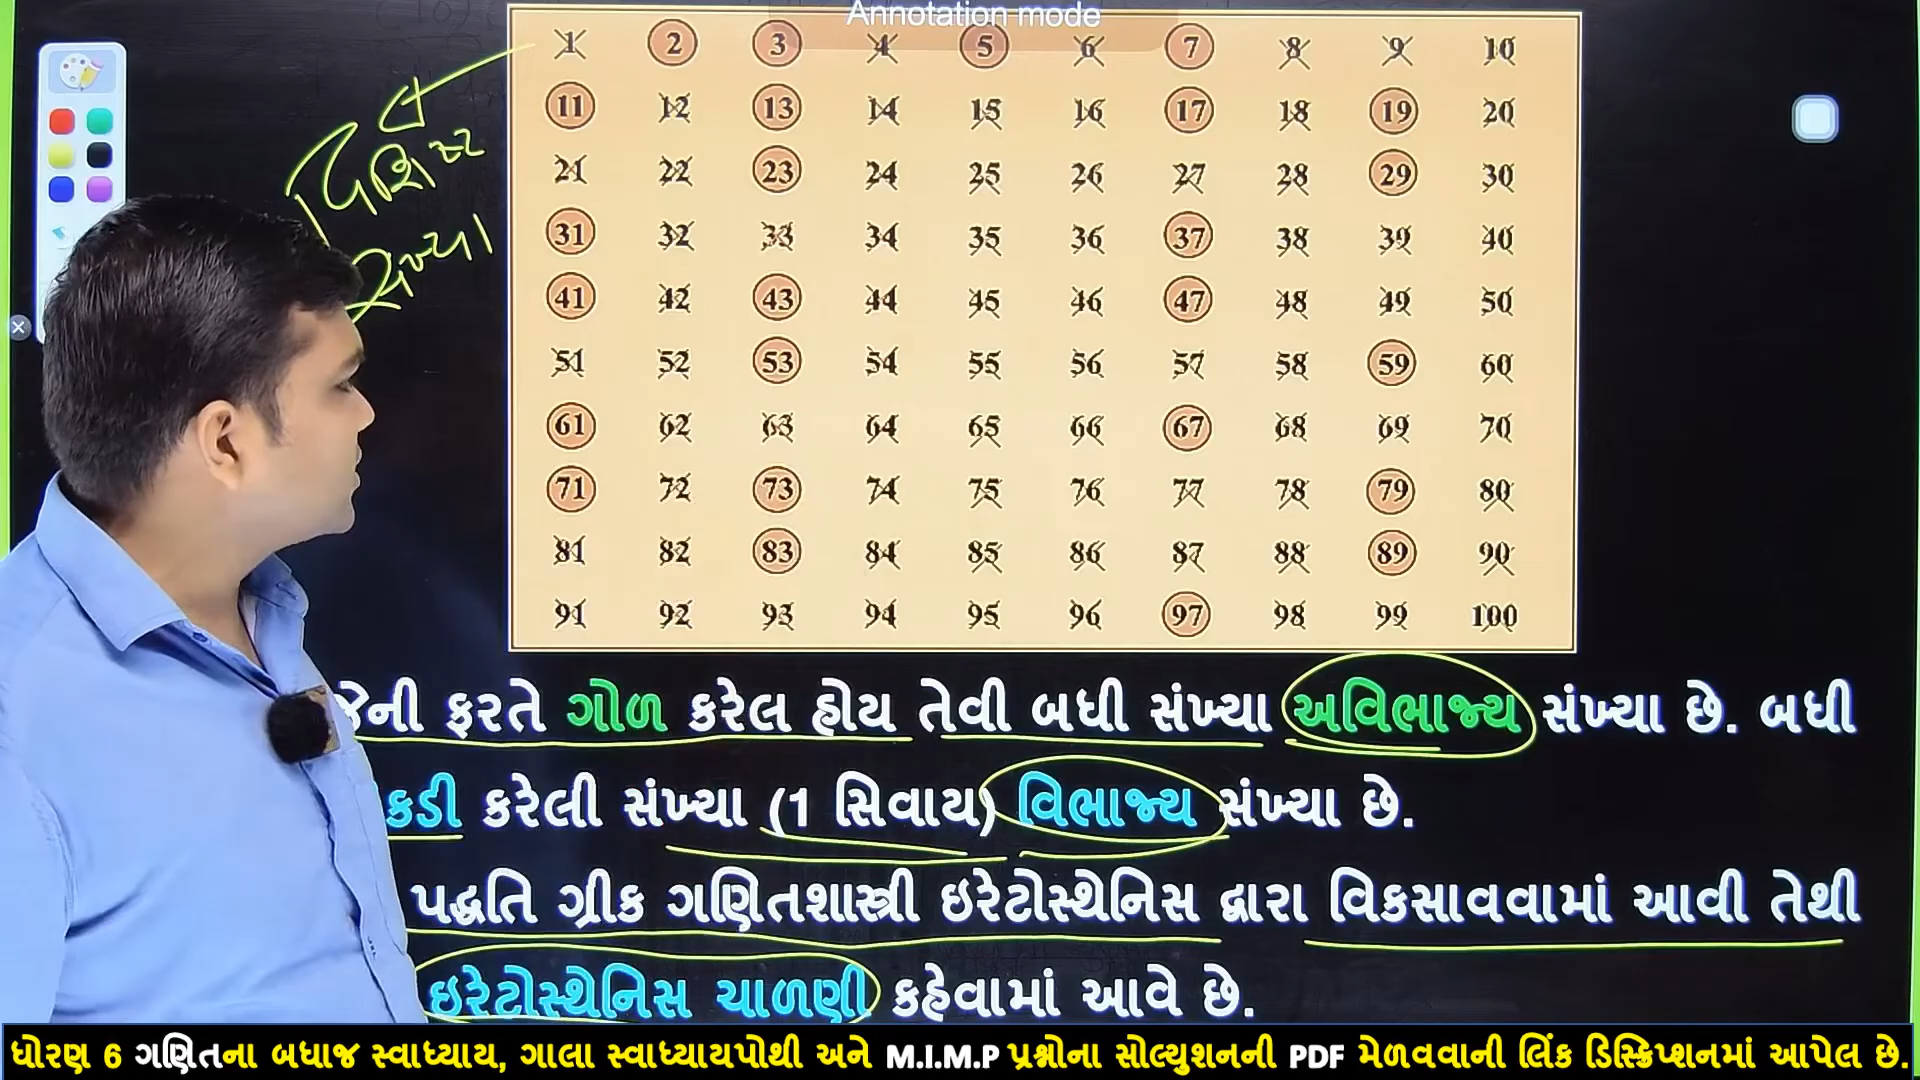 Annotation mode
1 2 3 4 5 6 7 8 9 10
11 12 13 14 15 16 17 18 19 20
21 22 23 24 25 26 27 28 29 30
31 32 33 34 35 36 37 38 39 40
41 42 43 44 45 46 47 48 49 50
51 52 53 54 55 56 57 58 59 60
61 62 63 64 65 66 67 68 69 70
71 72 73 74 75 76 77 78 79 80
81 82 83 84 85 86 87 88 89 90
91 92 93 94 95 96 97 98 99 100
સંખ્યા
જેની ફરતે ગોળ કરેલ હોય તેવી બધી સંખ્યા અવિભાજ્ય સંખ્યા છે. બધી
કરેલી સંખ્યા (1 સિવાય) વિભાજ્ય સંખ્યા છે.
પદ્ધતિ ગ્રીક ગણિતશાસ્ત્રી ઇરેટોસ્થેનિસ દ્વારા વિકસાવવામાં આવી તેથી
ઇરેટોસ્થેનિસ ચાળણી કહેવામાં આવે છે.
ધોરણ 6 ગણિતના બધાજ સ્વાધ્યાય, ગાલા સ્વાધ્યાયપોથી અને M.I.M.P પ્રશ્નોના સોલ્યુશનની PDF મેળવવાની લિંક ડિસ્ક્રિપ્શનમાં આપેલ છે.